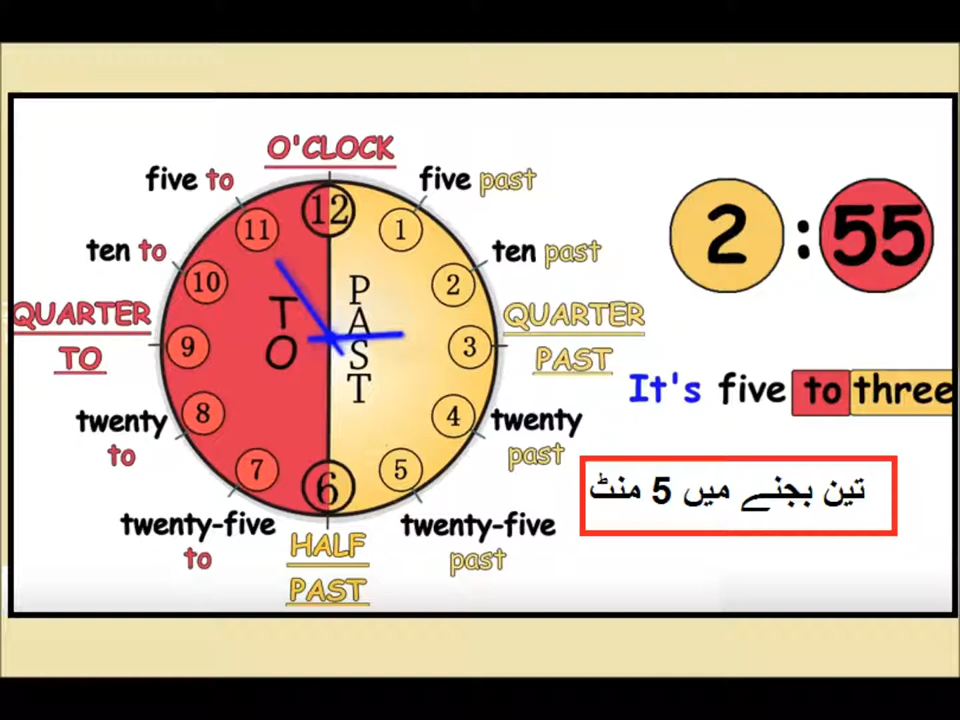 O'CLOCK
five to
five past
12
11
1
ten to
ten past
10
2
2:55
QUARTER
TO
9
TO
PAST
3
QUARTER
PAST
It's five to three
twenty
to
8
4
twenty
past
تین بجنے میں 5 منٹ
7
6
5
twenty-five
to
twenty-five
past
HALF
PAST